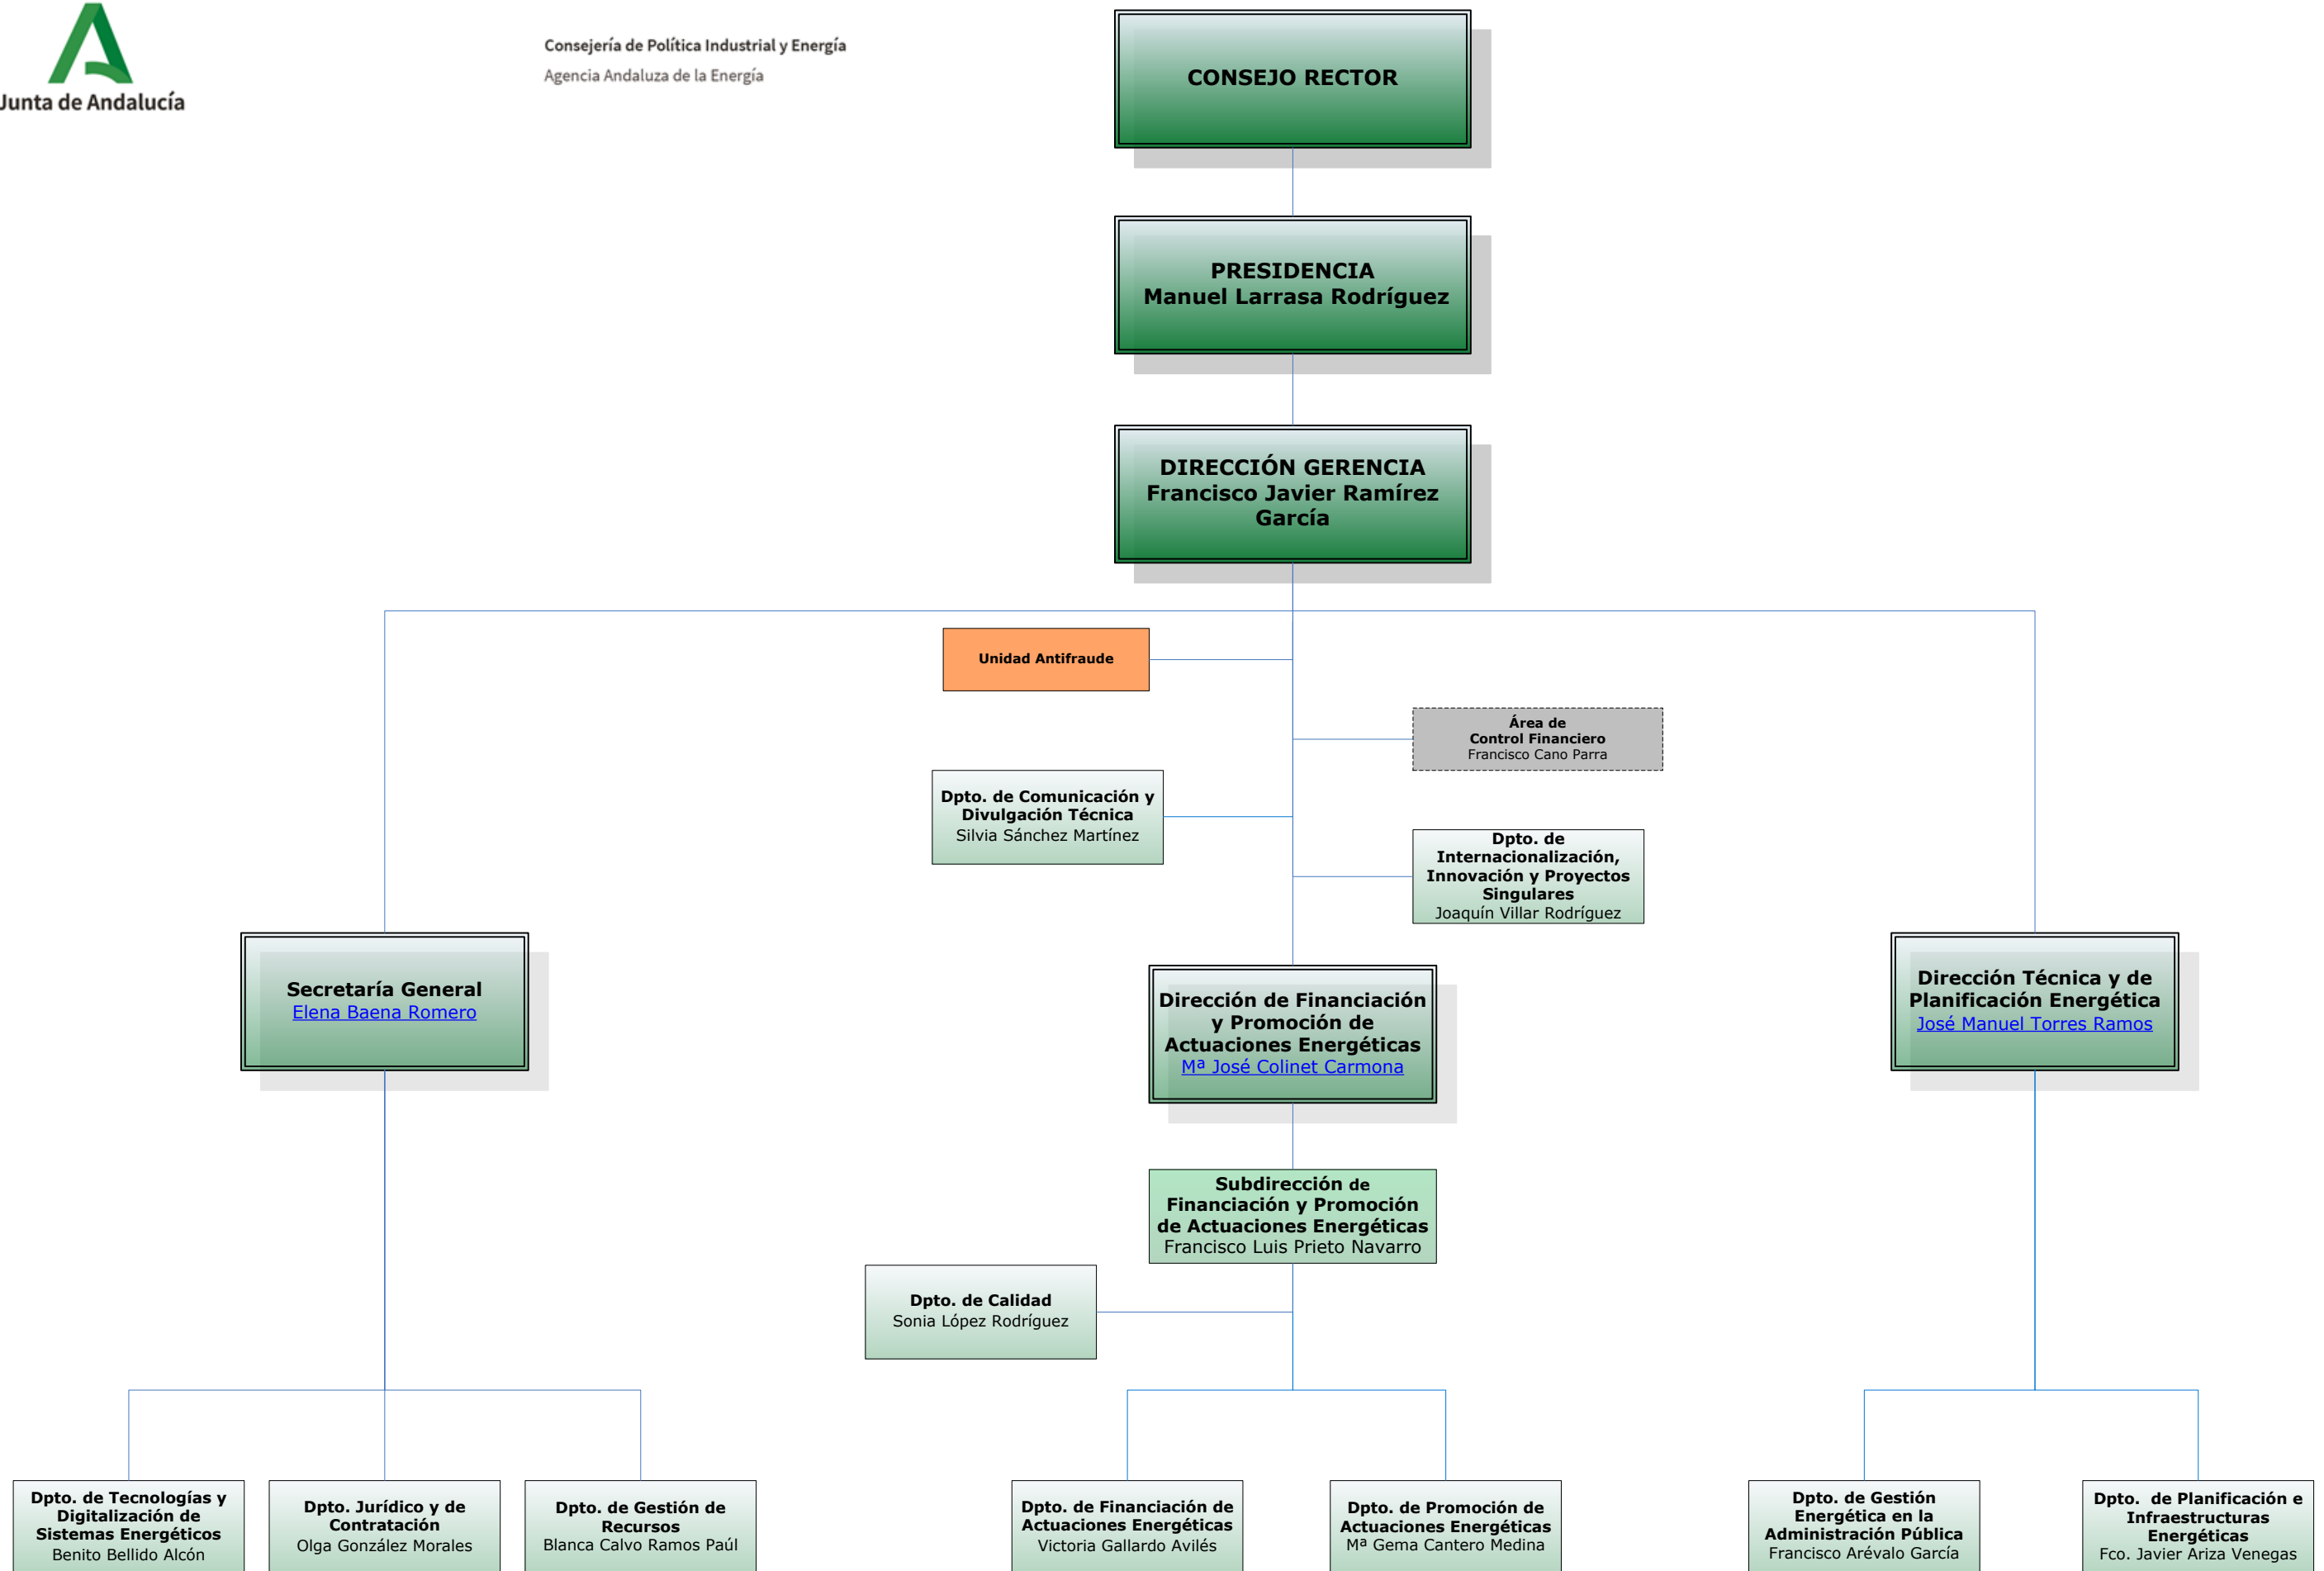 Junta de Andalucía
Consejería de Política Industrial y Energía
Agencia Andaluza de la Energía
CONSEJO RECTOR
PRESIDENCIA
Manuel Larrasa Rodríguez
DIRECCIÓN GERENCIA
Francisco Javier Ramírez
García
Unidad Antifraude
Área de
Control Financiero
Francisco Cano Parra
Dpto. de Comunicación y
Divulgación Técnica
Silvia Sánchez Martínez
Dpto. de
Internacionalización,
Innovación y Proyectos
Singulares
Joaquín Villar Rodríguez
Secretaría General
Elena Baena Romero
Dirección de Financiación
y Promoción de
Actuaciones Energéticas
Mª José Colinet Carmona
Dirección Técnica y de
Planificación Energética
José Manuel Torres Ramos
Subdirección de
Financiación y Promoción
de Actuaciones Energéticas
Francisco Luis Prieto Navarro
Dpto. de Calidad
Sonia López Rodríguez
Dpto. de Tecnologías y
Digitalización de
Sistemas Energéticos
Benito Bellido Alcón
Dpto. Jurídico y de
Contratación
Olga González Morales
Dpto. de Gestión de
Recursos
Blanca Calvo Ramos Paúl
Dpto. de Financiación de
Actuaciones Energéticas
Victoria Gallardo Avilés
Dpto. de Promoción de
Actuaciones Energéticas
Mª Gema Cantero Medina
Dpto. de Gestión
Energética en la
Administración Pública
Francisco Arévalo García
Dpto. de Planificación e
Infraestructuras
Energéticas
Fco. Javier Ariza Venegas